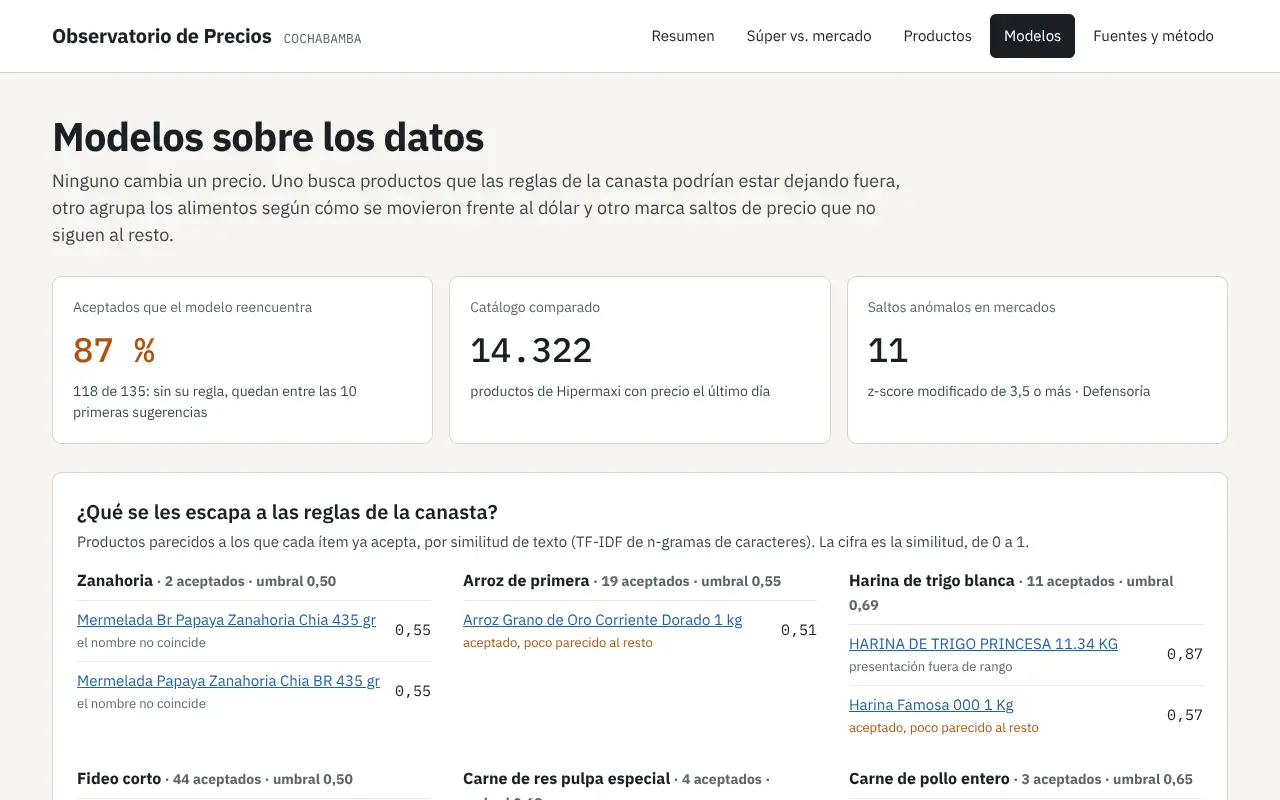 Observatorio de Precios COCHABAMBA
Resumen
Súper vs. mercado
Productos
Modelos
Fuentes y método
Modelos sobre los datos
Ninguno cambia un precio. Uno busca productos que las reglas de la canasta podrían estar dejando fuera,
otro agrupa los alimentos según cómo se movieron frente al dólar y otro marca saltos de precio que no
siguen al resto.
Aceptados que el modelo reencuentra
87 %
118 de 135: sin su regla, quedan entre las 10
primeras sugerencias
Catálogo comparado
14.322
productos de Hipermaxi con precio el último día
Saltos anómalos en mercados
11
z-score modificado de 3,5 o más · Defensoría
¿Qué se les escapa a las reglas de la canasta?
Productos parecidos a los que cada ítem ya acepta, por similitud de texto (TF-IDF de n-gramas de caracteres). La cifra es la similitud, de 0 a 1.
Zanahoria · 2 aceptados · umbral 0,50
Mermelada Br Papaya Zanahoria Chia 435 gr
el nombre no coincide
0,55
Mermelada Papaya Zanahoria Chia BR 435 gr
el nombre no coincide
0,55
Arroz de primera · 19 aceptados · umbral 0,55
Arroz Grano de Oro Corriente Dorado 1 kg
aceptado, poco parecido al resto
0,51
Harina de trigo blanca · 11 aceptados · umbral
0,69
HARINA DE TRIGO PRINCESA 11.34 KG
presentación fuera de rango
0,87
Harina Famosa 000 1 Kg
aceptado, poco parecido al resto
0,57
Fideo corto · 44 aceptados · umbral 0,50
Carne de res pulpa especial · 4 aceptados ·
Carne de pollo entero · 3 aceptados · umbral 0,65